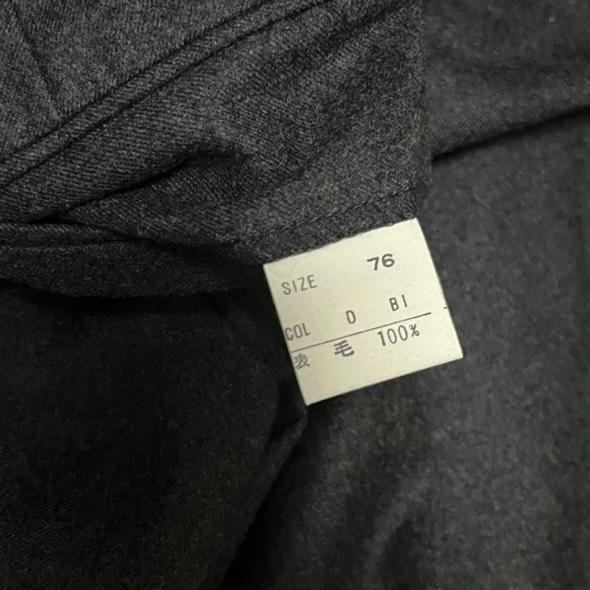 SIZE 76
COL D BI
表 毛 100%